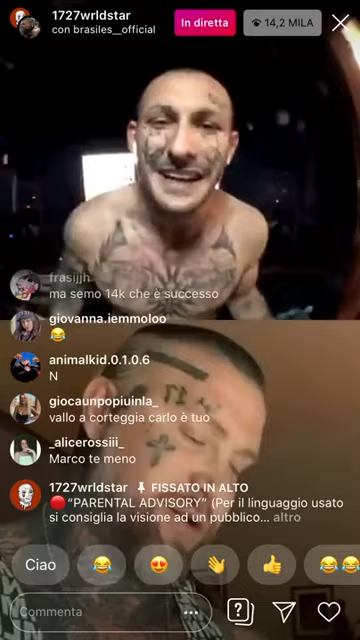 1727wrldstar
con brasiles__official
In diretta
14,2 MILA
frasijjh
ma semo 14k che è successo
giovanna.iemmoloo
😂
animalkid.0.1.0.6
N
giocaunpopiuinla_
vallo a corteggia carlo è tuo
_alicerossiii_
Marco te meno
1727wrldstar FISSATO IN ALTO
🔴“PARENTAL ADVISORY” (Per il linguaggio usato
si consiglia la visione ad un pubblico... altro
Ciao
Commenta